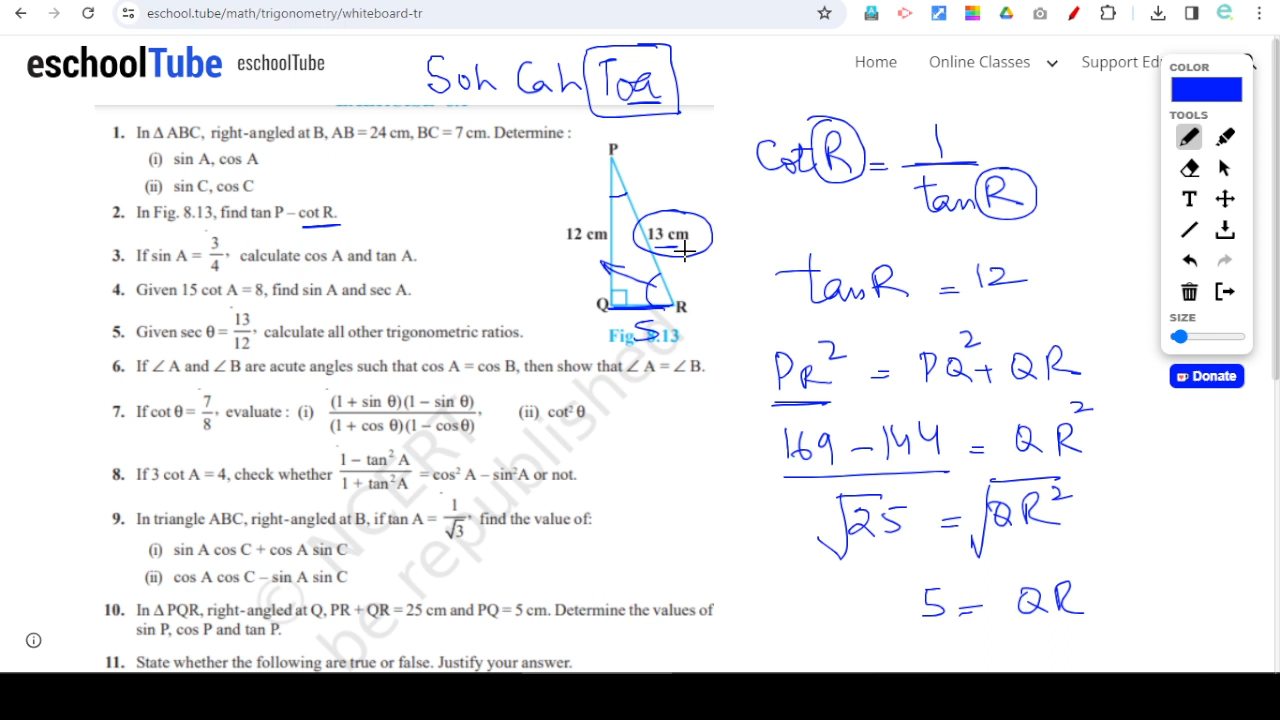 eschool.tube/math/trigonometry/whiteboard-tr
eschoolTube eschoolTube
Home Online Classes Support
Soh Cah Toa
1. In Δ ABC, right-angled at B, AB = 24 cm, BC = 7 cm. Determine :
(i) sin A, cos A
(ii) sin C, cos C
2. In Fig. 8.13, find tan P – cot R.
3. If sin A = 3/4, calculate cos A and tan A.
4. Given 15 cot A = 8, find sin A and sec A.
5. Given sec θ = 13/12, calculate all other trigonometric ratios.
6. If ∠ A and ∠ B are acute angles such that cos A = cos B, then show that ∠ A = ∠ B.
7. If cot θ = 7/8, evaluate : (i) (1 + sin θ)(1 – sin θ)/(1 + cos θ)(1 – cos θ), (ii) cot² θ
8. If 3 cot A = 4, check whether 1 – tan² A/1 + tan² A = cos² A – sin² A or not.
9. In triangle ABC, right-angled at B, if tan A = 1/√3, find the value of:
(i) sin A cos C + cos A sin C
(ii) cos A cos C – sin A sin C
10. In Δ PQR, right-angled at Q, PR + QR = 25 cm and PQ = 5 cm. Determine the values of
sin P, cos P and tan P.
11. State whether the following are true or false. Justify your answer.
P
12 cm 13 cm
Q R
5
Fig. 8.13
© NCERT
be republished
cot R = 1/tan R
tan R = 12
PR² = PQ² + QR
169 – 144 = QR²
√25 = √QR²
5 = QR
COLOR
TOOLS
T
SIZE
Donate